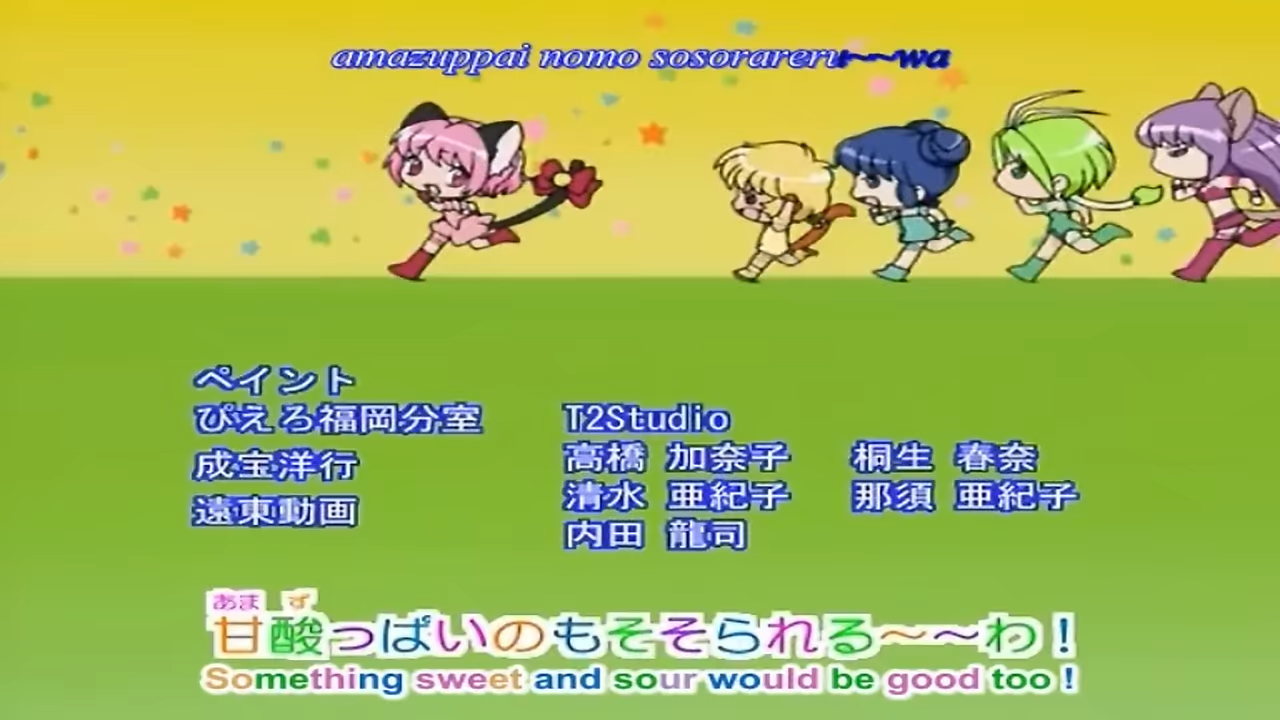 amazuppai nomo sosorareru~~wa
ペイント
ぴえろ福岡分室 T2Studio
高橋 加奈子 桐生 春奈
成宝洋行
清水 亜紀子 那須 亜紀子
遠東動画
内田 龍司
あま ず
甘酸っぱいのもそそられる～～わ！
Something sweet and sour would be good too !